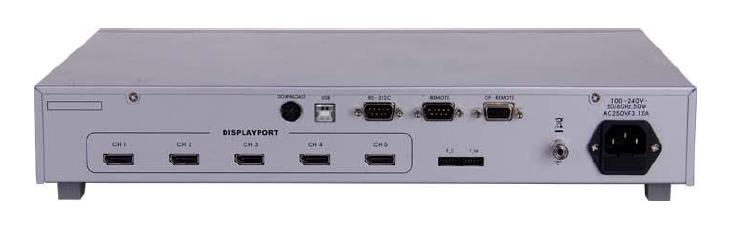 DOWNLOAD USB RS-232C REMOTE CP-REMOTE
100-240V-
50/60HZ, 50W
AC250VF3.15A
DISPLAYPORT
CH 1 CH 2 CH 3 CH 4 CH 5